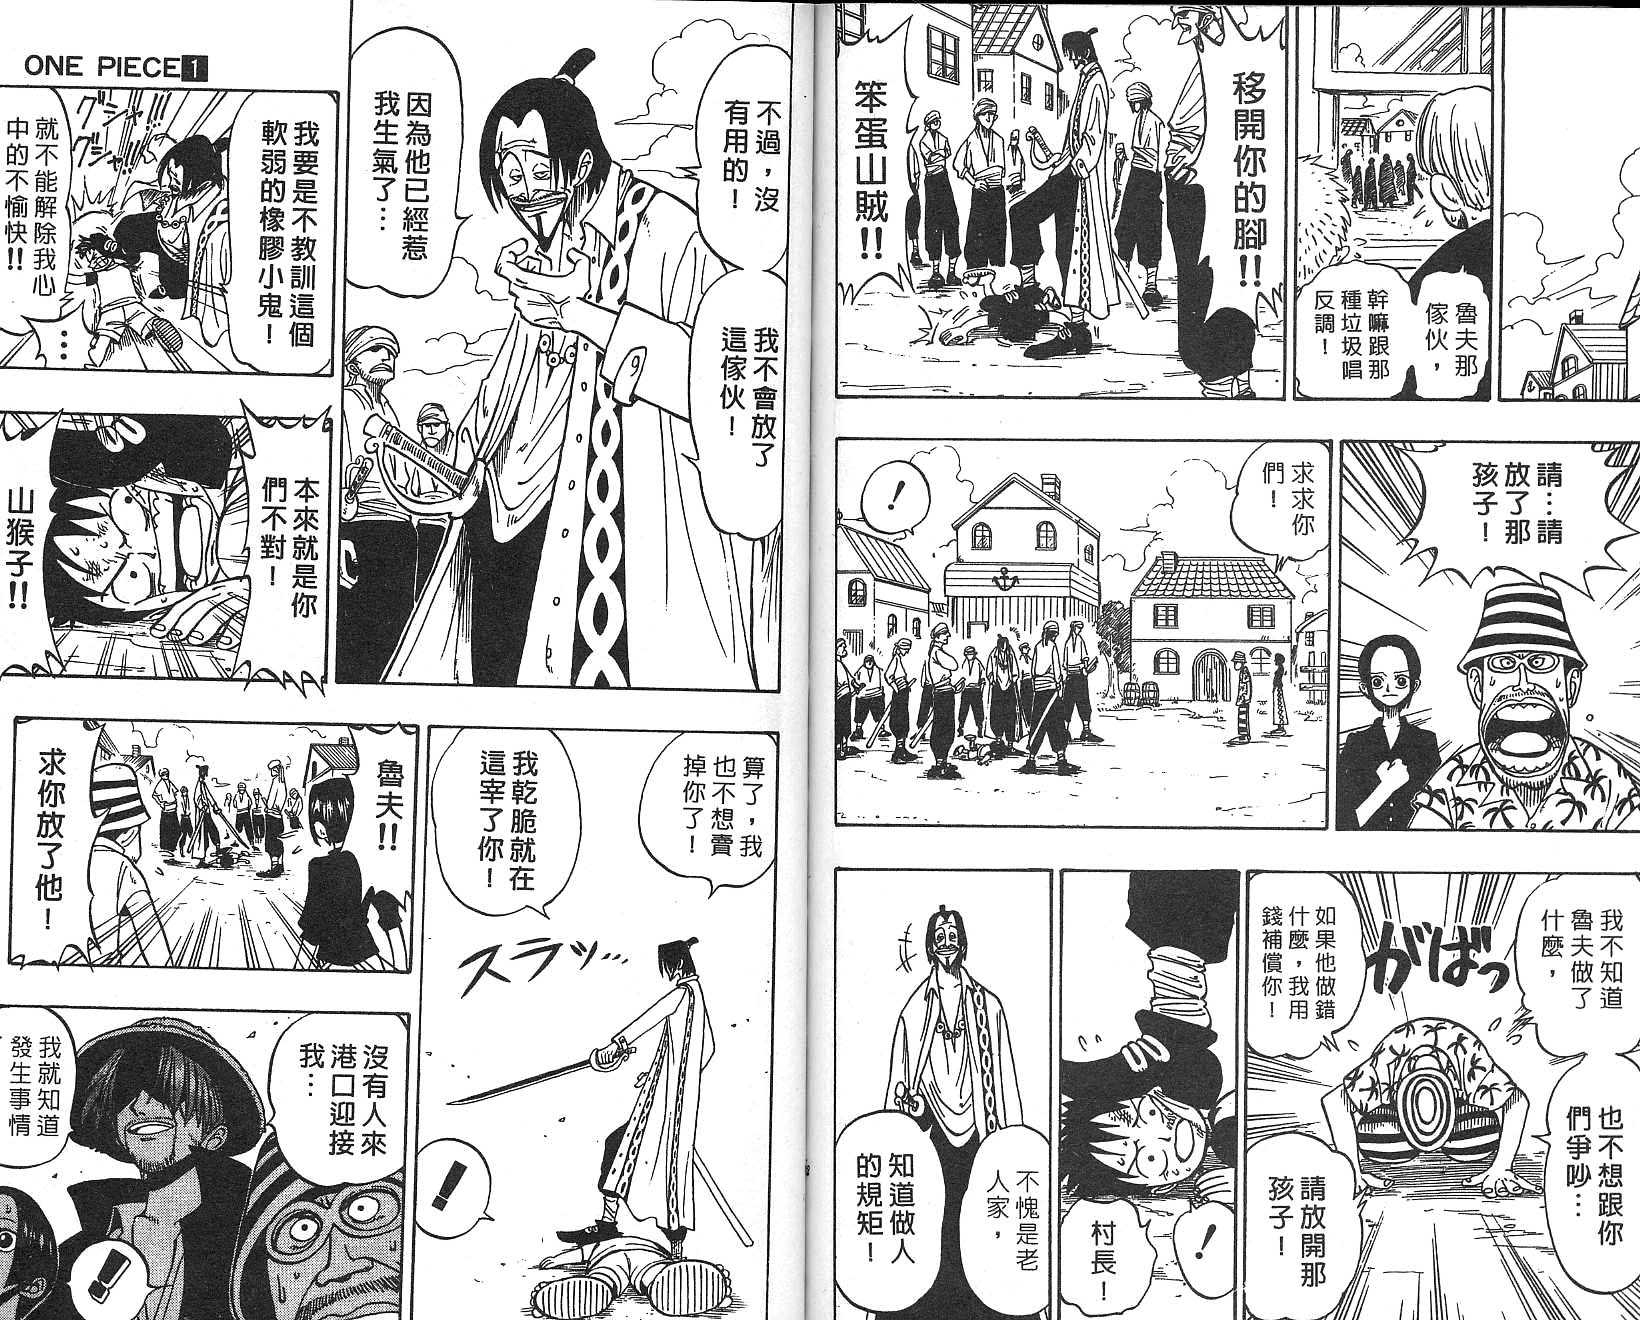 魯夫那
傢伙，
幹嘛跟那
種垃圾唱
反調！
移開你的腳!!
笨蛋山賊!!
請…請
放了那
孩子！
求求你
們！
！
我不知道
魯夫做了
什麼，
也不想跟你
們爭吵…
がばっ
如果他做錯
什麼，我用
錢補償你！
請放開那
孩子！
！
村長！
不愧是老
人家，
知道做人
的規矩！
ONE PIECE 1
不過，沒
有用的！
我不會放了
這傢伙！
因為他已經惹
我生氣了…
グシャ!!!
グシャ!!
我要是不教訓這個
軟弱的橡膠小鬼！
就不能解除我心
中的不愉快!!
…
本來就是你
們不對！
山猴子!!
算了，我
也不想賣
掉你了！
我乾脆就在
這宰了你！
スラッ…
！
魯夫!!
求你放了他！
沒有人來
港口迎接
我…
我就知道
發生事情
！